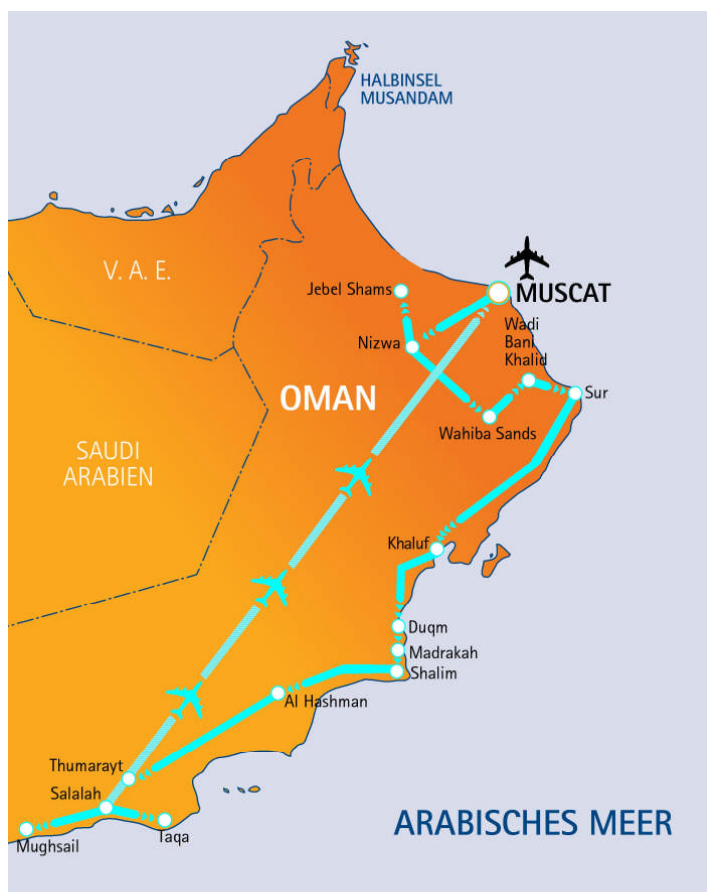 HALBINSEL
MUSANDAM
V. A. E.
Jebel Shams
MUSCAT
Wadi
Bani
Khalid
Nizwa
OMAN
Sur
Wahiba Sands
SAUDI
ARABIEN
Khaluf
Duqm
Madrakah
Shalim
Al Hashman
Thumarayt
Salalah
ARABISCHES MEER
Taqa
Mughsail